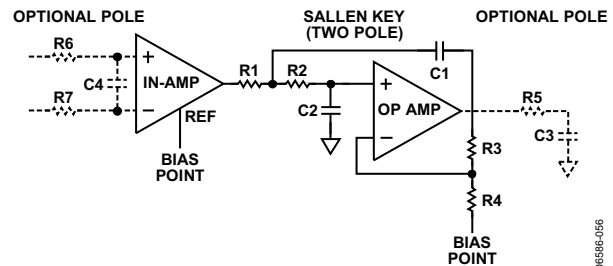 OPTIONAL POLE
SALLEN KEY
(TWO POLE)
OPTIONAL POLE
R6
C4
R7
+
–
IN-AMP
REF
BIAS
POINT
R1
R2
C2
C1
+
–
OP AMP
R5
C3
R3
R4
BIAS
POINT
06586-056